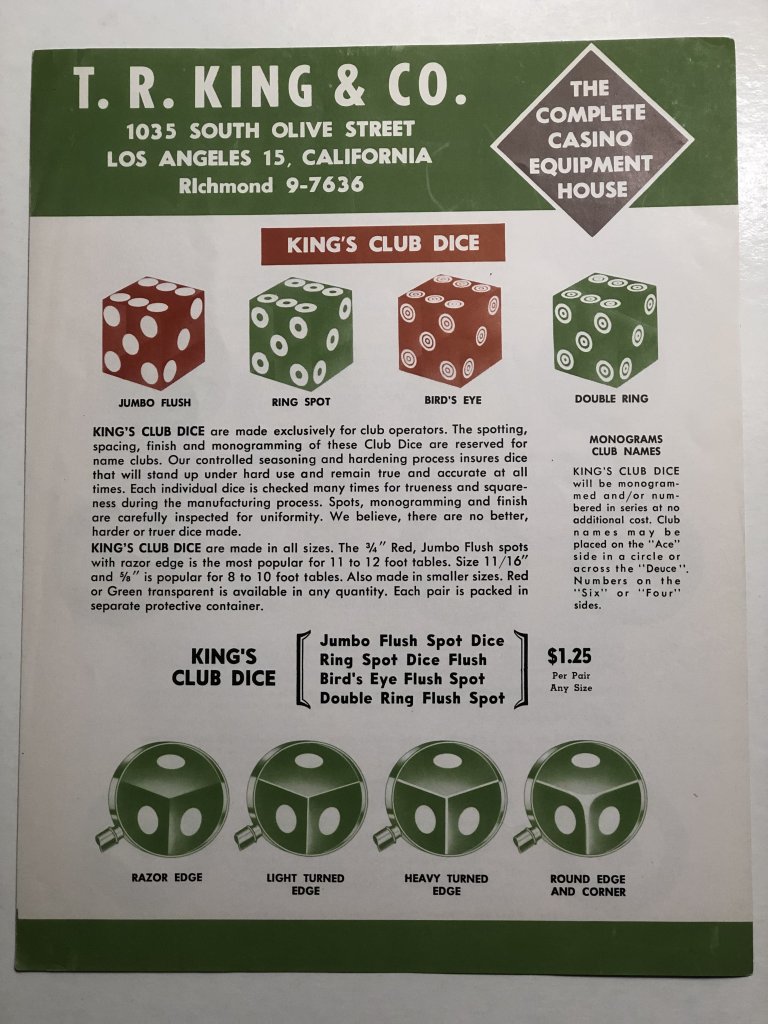 T. R. KING & CO.
1035 SOUTH OLIVE STREET
LOS ANGELES 15, CALIFORNIA
RIchmond 9-7636
THE
COMPLETE
CASINO
EQUIPMENT
HOUSE
KING'S CLUB DICE
JUMBO FLUSH
RING SPOT
BIRD'S EYE
DOUBLE RING
KING'S CLUB DICE are made exclusively for club operators. The spotting,
spacing, finish and monogramming of these Club Dice are reserved for
name clubs. Our controlled seasoning and hardening process insures dice
that will stand up under hard use and remain true and accurate at all
times. Each individual dice is checked many times for trueness and square-
ness during the manufacturing process. Spots, monogramming and finish
are carefully inspected for uniformity. We believe, there are no better,
harder or truer dice made.
KING'S CLUB DICE are made in all sizes. The ¾" Red, Jumbo Flush spots
with razor edge is the most popular for 11 to 12 foot tables. Size 11/16"
and ⅝" is popular for 8 to 10 foot tables. Also made in smaller sizes. Red
or Green transparent is available in any quantity. Each pair is packed in
separate protective container.
MONOGRAMS
CLUB NAMES
KING'S CLUB DICE
will be monogram-
med and/or num-
bered in series at no
additional cost. Club
names may be
placed on the "Ace"
side in a circle or
across the "Deuce".
Numbers on the
"Six" or "Four"
sides.
KING'S
CLUB DICE
Jumbo Flush Spot Dice
Ring Spot Dice Flush
Bird's Eye Flush Spot
Double Ring Flush Spot
$1.25
Per Pair
Any Size
RAZOR EDGE
LIGHT TURNED
EDGE
HEAVY TURNED
EDGE
ROUND EDGE
AND CORNER